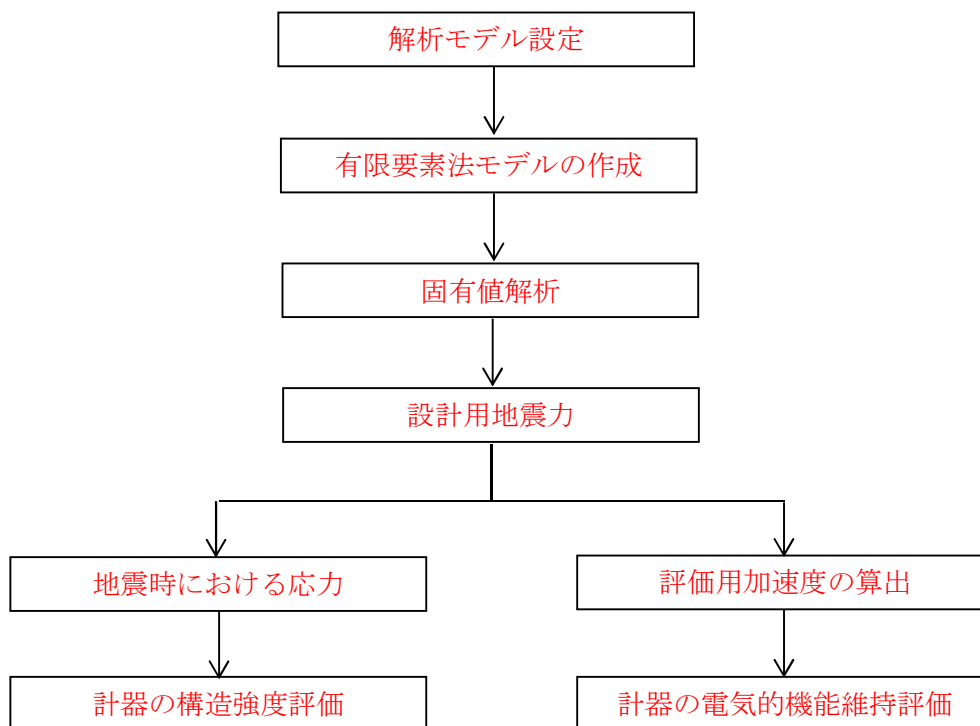 解析モデル設定
有限要素法モデルの作成
固有値解析
設計用地震力
地震時における応力
評価用加速度の算出
計器の構造強度評価
計器の電気的機能維持評価